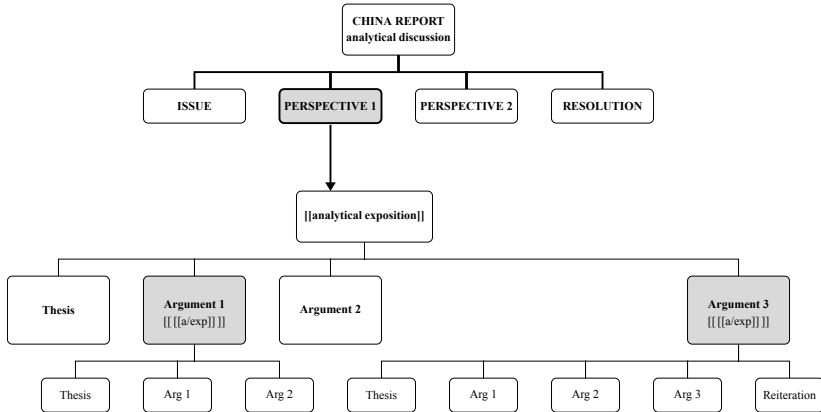 CHINA REPORT
analytical discussion
ISSUE
PERSPECTIVE 1
PERSPECTIVE 2
RESOLUTION
[[analytical exposition]]
Thesis
Argument 1
[[ [[a/exp]] ]]
Argument 2
Argument 3
[[ [[a/exp]] ]]
Thesis
Arg 1
Arg 2
Thesis
Arg 1
Arg 2
Arg 3
Reiteration